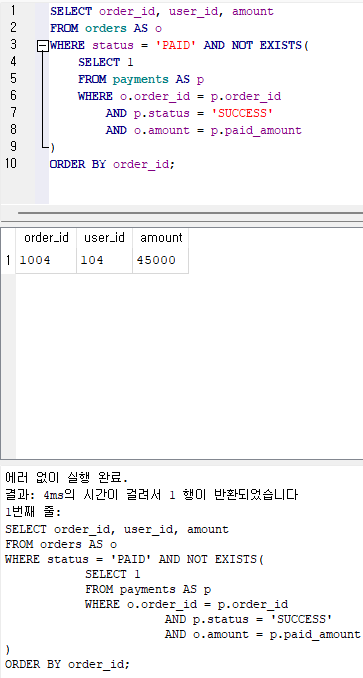 1 SELECT order_id, user_id, amount
2 FROM orders AS o
3 WHERE status = 'PAID' AND NOT EXISTS(
4 SELECT 1
5 FROM payments AS p
6 WHERE o.order_id = p.order_id
7 AND p.status = 'SUCCESS'
8 AND o.amount = p.paid_amount
9 )
10 ORDER BY order_id;
order_id user_id amount
1 1004 104 45000
에러 없이 실행 완료.
결과: 4ms의 시간이 걸려서 1 행이 반환되었습니다
1번째 줄:
SELECT order_id, user_id, amount
FROM orders AS o
WHERE status = 'PAID' AND NOT EXISTS(
SELECT 1
FROM payments AS p
WHERE o.order_id = p.order_id
AND p.status = 'SUCCESS'
AND o.amount = p.paid_amount
)
ORDER BY order_id;